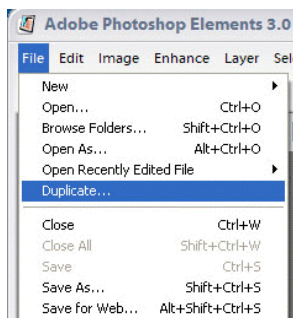 Adobe Photoshop Elements 3.0
File Edit Image Enhance Layer Sel
New
Open... Ctrl+O
Browse Folders... Shift+Ctrl+O
Open As... Alt+Ctrl+O
Open Recently Edited File
Duplicate...
Close Ctrl+W
Close All Shift+Ctrl+W
Save Ctrl+S
Save As... Shift+Ctrl+S
Save for Web... Alt+Shift+Ctrl+S